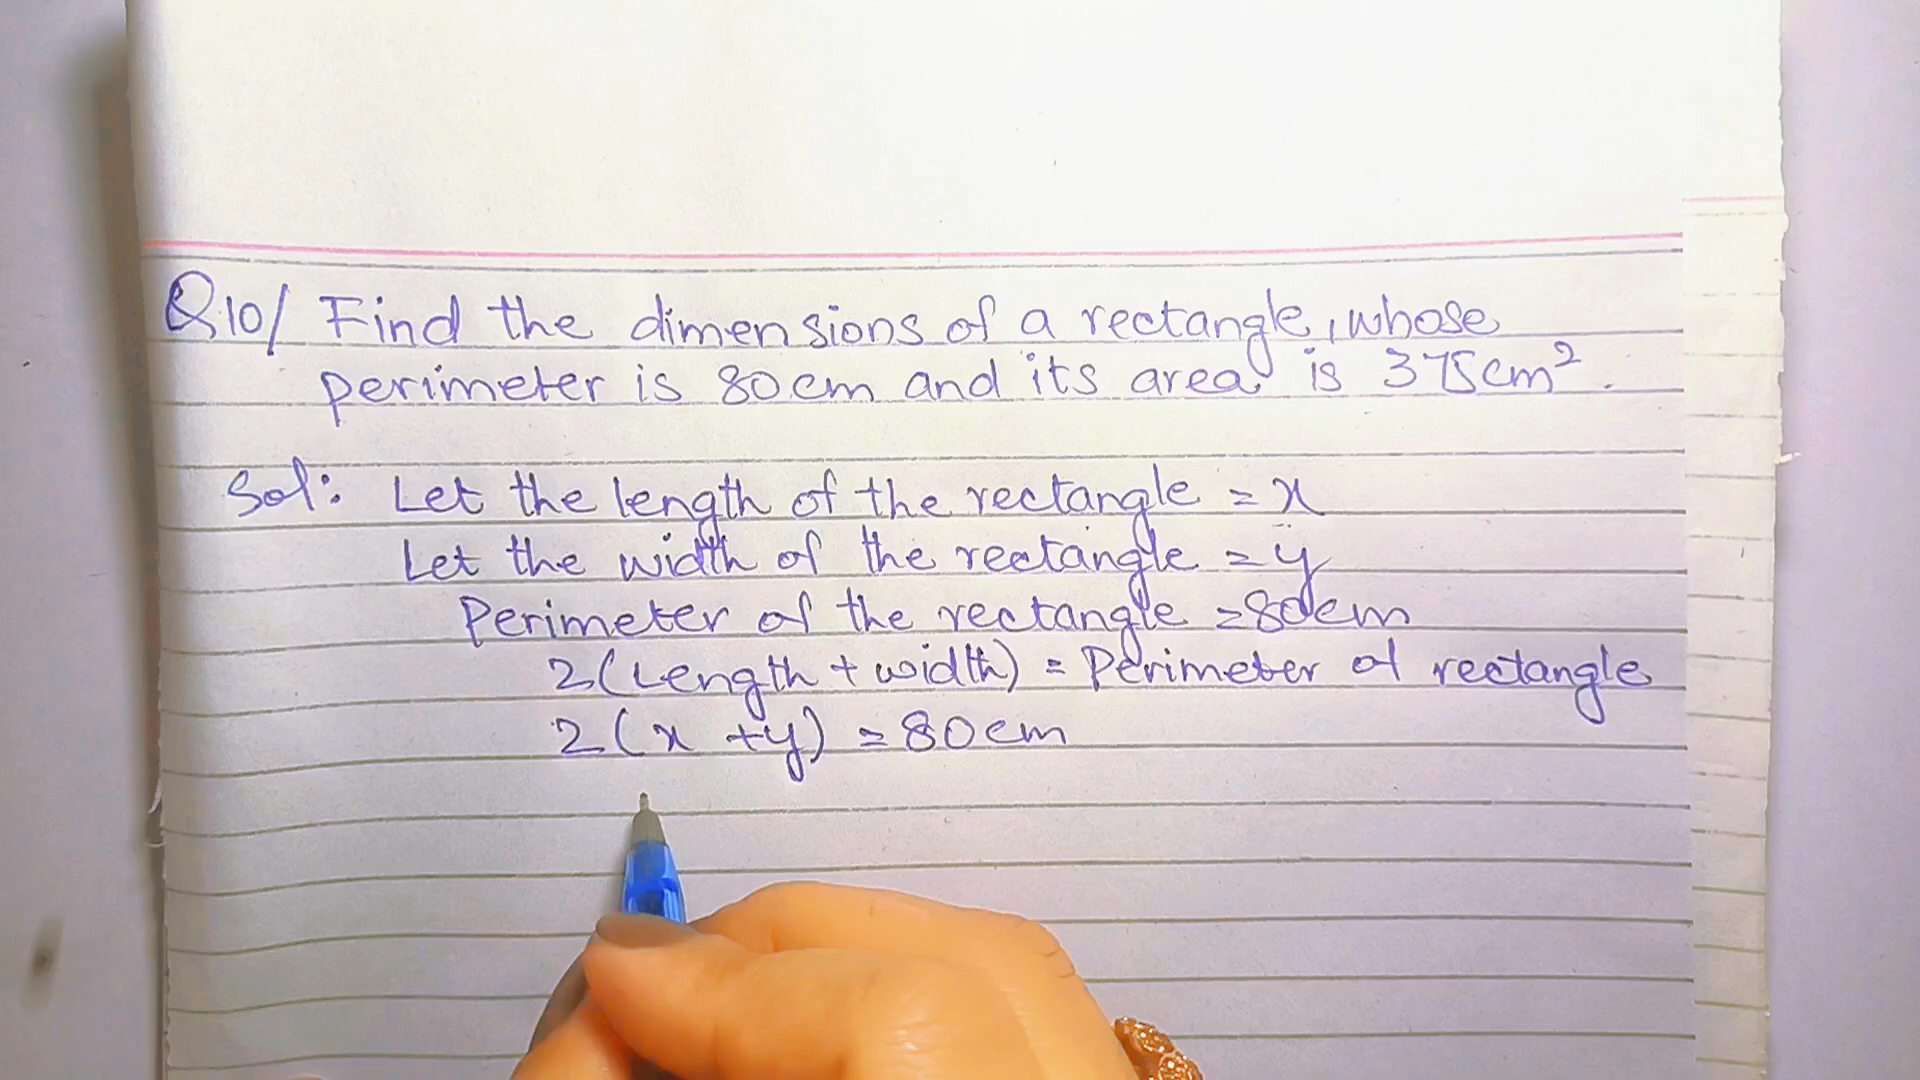 Q10/ Find the dimensions of a rectangle, whose
perimeter is 80cm and its area is 375cm².
Sol: Let the length of the rectangle = x
Let the width of the rectangle = y
Perimeter of the rectangle = 80cm
2(Length + width) = Perimeter of rectangle
2(x + y) = 80cm